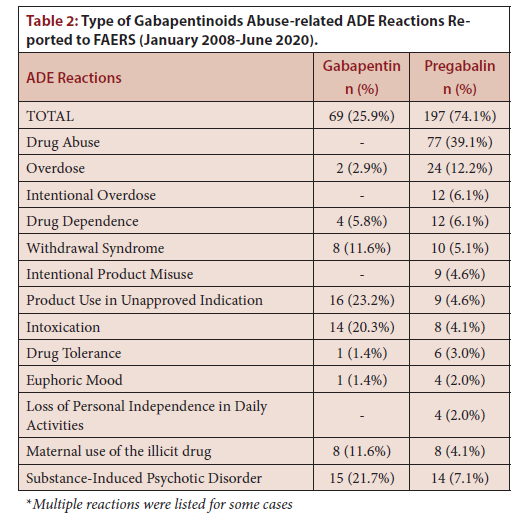 Table 2: Type of Gabapentinoids Abuse-related ADE Reactions Re-
ported to FAERS (January 2008-June 2020).
ADE Reactions Gabapentin n (%) Pregabalin n (%)
TOTAL 69 (25.9%) 197 (74.1%)
Drug Abuse - 77 (39.1%)
Overdose 2 (2.9%) 24 (12.2%)
Intentional Overdose - 12 (6.1%)
Drug Dependence 4 (5.8%) 12 (6.1%)
Withdrawal Syndrome 8 (11.6%) 10 (5.1%)
Intentional Product Misuse - 9 (4.6%)
Product Use in Unapproved Indication 16 (23.2%) 9 (4.6%)
Intoxication 14 (20.3%) 8 (4.1%)
Drug Tolerance 1 (1.4%) 6 (3.0%)
Euphoric Mood 1 (1.4%) 4 (2.0%)
Loss of Personal Independence in Daily
Activities - 4 (2.0%)
Maternal use of the illicit drug 8 (11.6%) 8 (4.1%)
Substance-Induced Psychotic Disorder 15 (21.7%) 14 (7.1%)
*Multiple reactions were listed for some cases